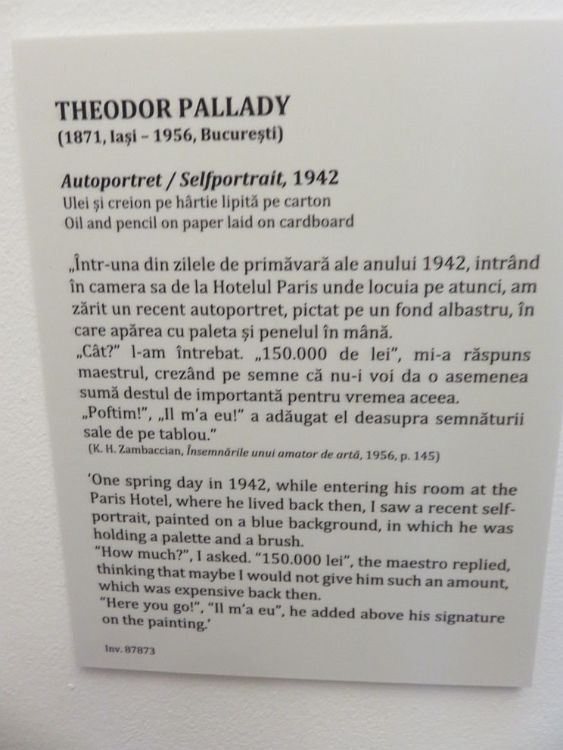 THEODOR PALLADY
(1871, Iași – 1956, București)
Autoportret / Selfportrait, 1942
Ulei și creion pe hârtie lipită pe carton
Oil and pencil on paper laid on cardboard
„Într-una din zilele de primăvară ale anului 1942, intrând
în camera sa de la Hotelul Paris unde locuia pe atunci, am
zărit un recent autoportret, pictat pe un fond albastru, în
care apărea cu paleta și penelul în mână.
„Cât?” l-am întrebat. „150.000 de lei”, mi-a răspuns
maestrul, crezând pe semne că nu-i voi da o asemenea
sumă destul de importantă pentru vremea aceea.
„Poftim!”, „Il m’a eu!” a adăugat el deasupra semnăturii
sale de pe tablou.”
(K. H. Zambaccian, Însemnările unui amator de artă, 1956, p. 145)
‘One spring day in 1942, while entering his room at the
Paris Hotel, where he lived back then, I saw a recent self-
portrait, painted on a blue background, in which he was
holding a palette and a brush.
“How much?”, I asked. “150.000 lei”, the maestro replied,
thinking that maybe I would not give him such an amount,
which was expensive back then.
“Here you go!”, “Il m’a eu”, he added above his signature
on the painting.’
Inv. 87873